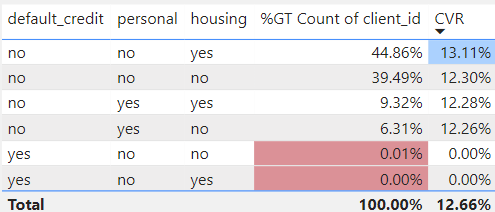 default_credit personal housing %GT Count of client_id CVR
no no yes 44.86% 13.11%
no no no 39.49% 12.30%
no yes yes 9.32% 12.28%
no yes no 6.31% 12.26%
yes no no 0.01% 0.00%
yes no yes 0.00% 0.00%
Total 100.00% 12.66%